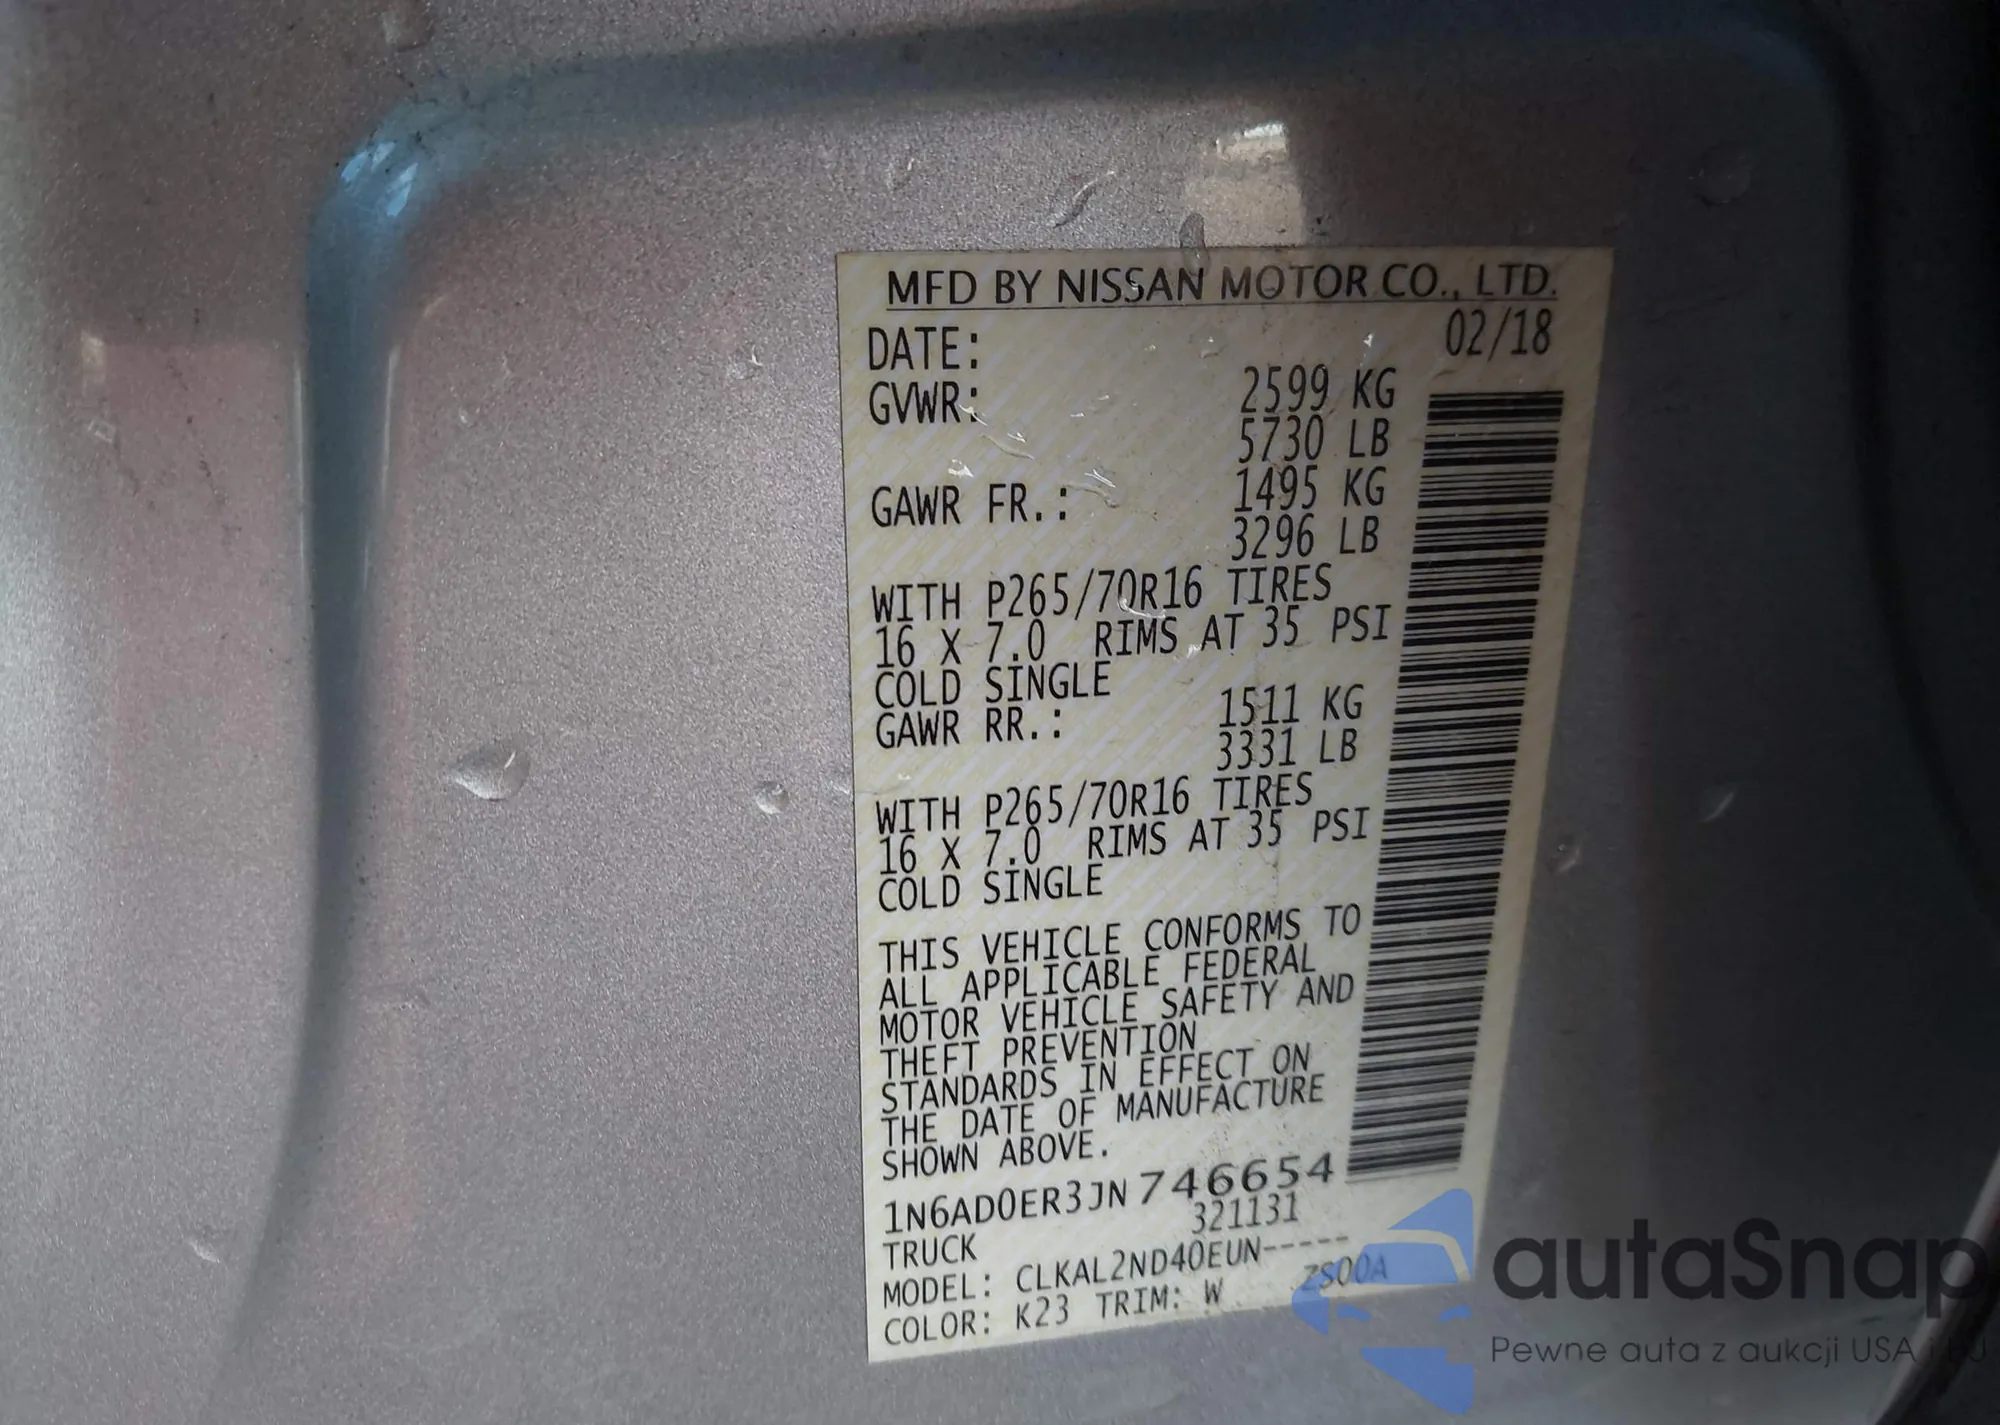 MFD BY NISSAN MOTOR CO., LTD.
DATE: 02/18
GVWR: 2599 KG
5730 LB
GAWR FR.: 1495 KG
3296 LB
WITH P265/70R16 TIRES
16 X 7.0 RIMS AT 35 PSI
COLD SINGLE
GAWR RR.: 1511 KG
3331 LB
WITH P265/70R16 TIRES
16 X 7.0 RIMS AT 35 PSI
COLD SINGLE
THIS VEHICLE CONFORMS TO
ALL APPLICABLE FEDERAL
MOTOR VEHICLE SAFETY AND
THEFT PREVENTION
STANDARDS IN EFFECT ON
THE DATE OF MANUFACTURE
SHOWN ABOVE.
1N6AD0ER3JN746654
321131
TRUCK
MODEL: CLKAL2ND40EUN-----
COLOR: K23 TRIM: W ZS00A
autaSnap
Pewne auta z aukcji USA i EU